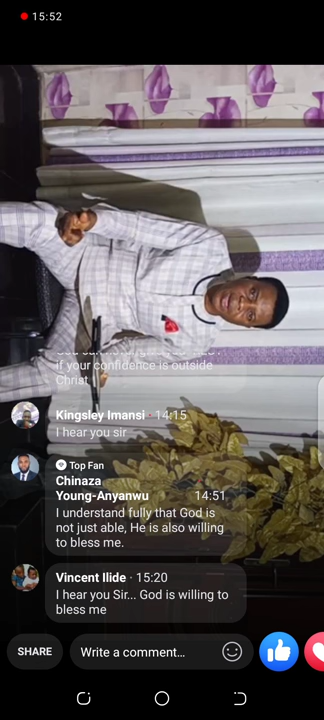 15:52
if your confidence is outside
Christ
Kingsley Imansi · 14:15
I hear you sir
Top Fan
Chinaza
Young-Anyanwu 14:51
I understand fully that God is
not just able, He is also willing
to bless me.
Vincent Ilide · 15:20
I hear you Sir... God is willing to
bless me
SHARE
Write a comment...